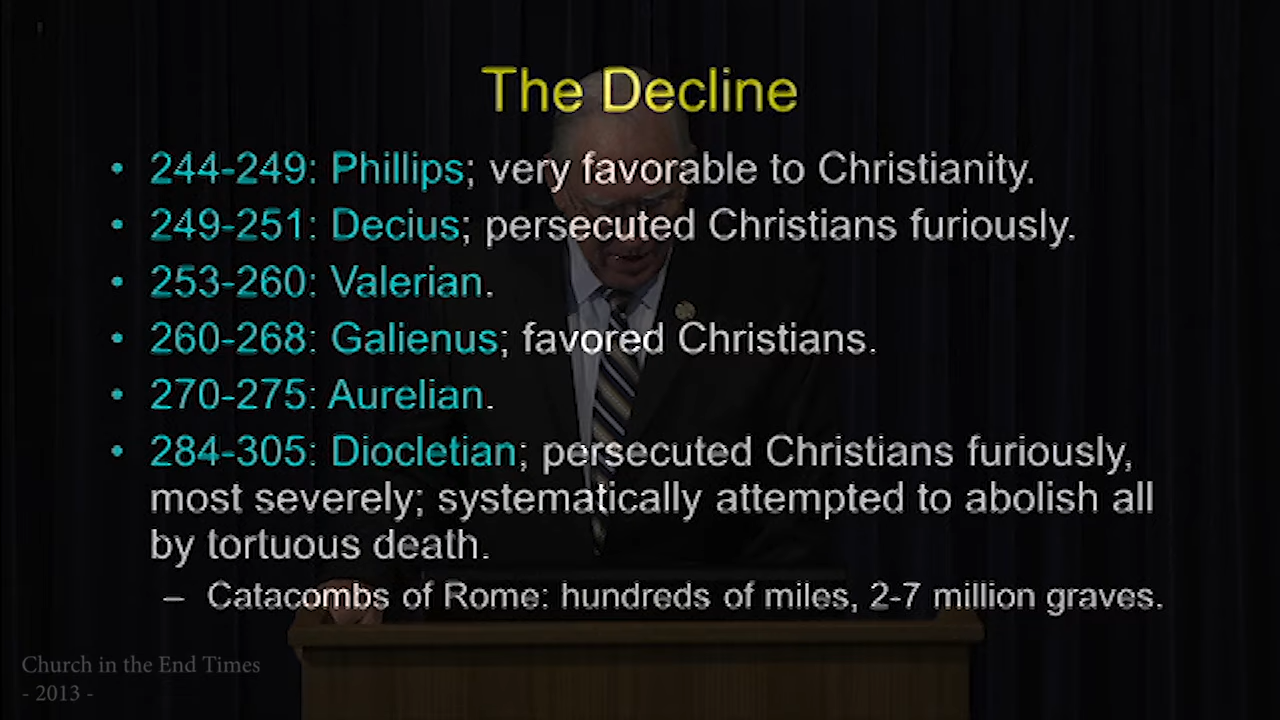 The Decline
• 244-249: Phillips; very favorable to Christianity.
• 249-251: Decius; persecuted Christians furiously.
• 253-260: Valerian.
• 260-268: Galienus; favored Christians.
• 270-275: Aurelian.
• 284-305: Diocletian; persecuted Christians furiously,
most severely; systematically attempted to abolish all
by tortuous death.
– Catacombs of Rome: hundreds of miles, 2-7 million graves.
Church in the End Times
- 2013 -